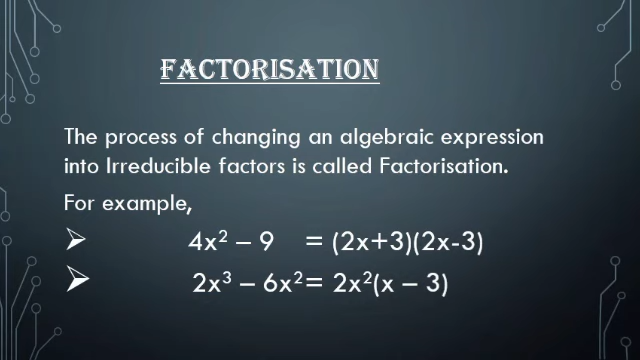 FACTORISATION
The process of changing an algebraic expression
into Irreducible factors is called Factorisation.
For example,
➢ 4x² – 9 = (2x+3)(2x-3)
➢ 2x³ – 6x²= 2x²(x – 3)